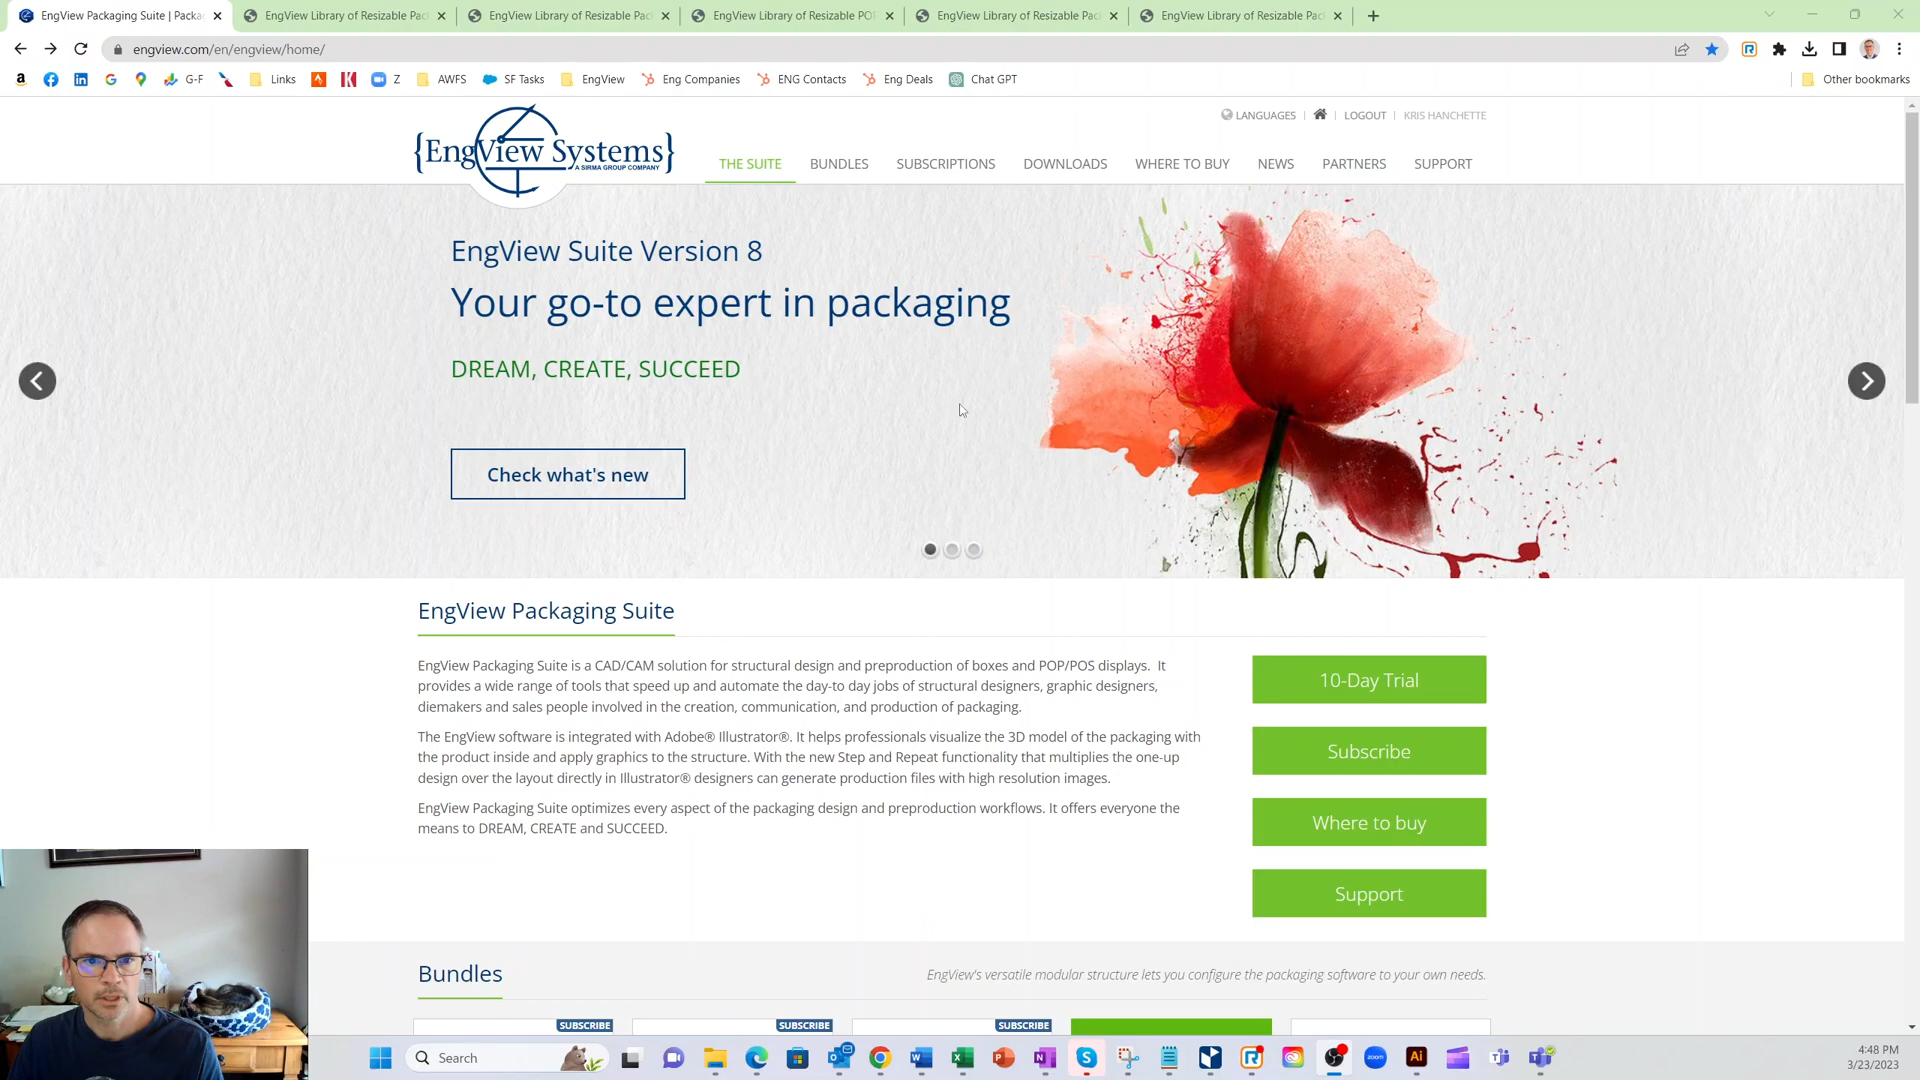 EngView Packaging Suite | Packa
EngView Library of Resizable Pac
EngView Library of Resizable Pac
EngView Library of Resizable POP
EngView Library of Resizable Pac
EngView Library of Resizable Pac
engview.com/en/engview/home/
G-F
Links
Z
AWFS
SF Tasks
EngView
Eng Companies
ENG Contacts
Eng Deals
Chat GPT
Other bookmarks
LANGUAGES | | LOGOUT | KRIS HANCHETTE
{EngView Systems}
A SIRMA GROUP COMPANY
THE SUITE BUNDLES SUBSCRIPTIONS DOWNLOADS WHERE TO BUY NEWS PARTNERS SUPPORT
EngView Suite Version 8
Your go-to expert in packaging
DREAM, CREATE, SUCCEED
Check what's new
EngView Packaging Suite
EngView Packaging Suite is a CAD/CAM solution for structural design and preproduction of boxes and POP/POS displays. It
provides a wide range of tools that speed up and automate the day-to day jobs of structural designers, graphic designers,
diemakers and sales people involved in the creation, communication, and production of packaging.
The EngView software is integrated with Adobe® Illustrator®. It helps professionals visualize the 3D model of the packaging with
the product inside and apply graphics to the structure. With the new Step and Repeat functionality that multiplies the one-up
design over the layout directly in Illustrator® designers can generate production files with high resolution images.
EngView Packaging Suite optimizes every aspect of the packaging design and preproduction workflows. It offers everyone the
means to DREAM, CREATE and SUCCEED.
10-Day Trial
Subscribe
Where to buy
Support
Bundles
EngView's versatile modular structure lets you configure the packaging software to your own needs.
SUBSCRIBE
SUBSCRIBE
SUBSCRIBE
Search
zoom
Ai
4:48 PM
3/23/2023